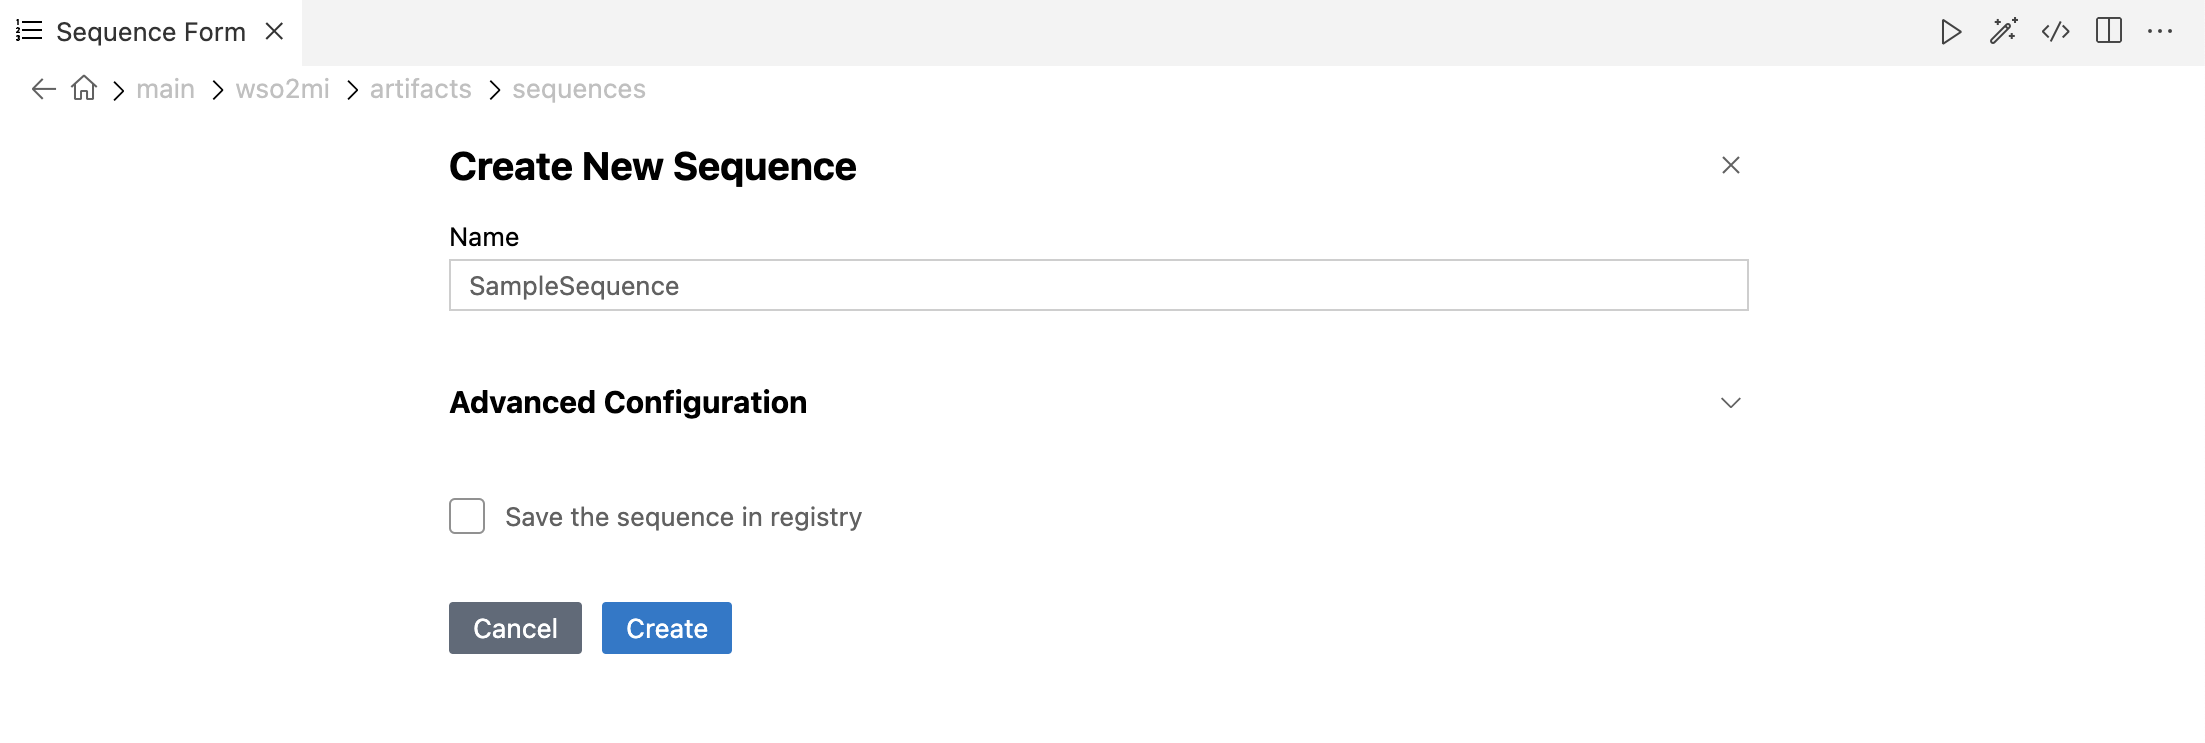 Sequence Form
main > wso2mi > artifacts > sequences
Create New Sequence
Name
SampleSequence
Advanced Configuration
Save the sequence in registry
Cancel Create